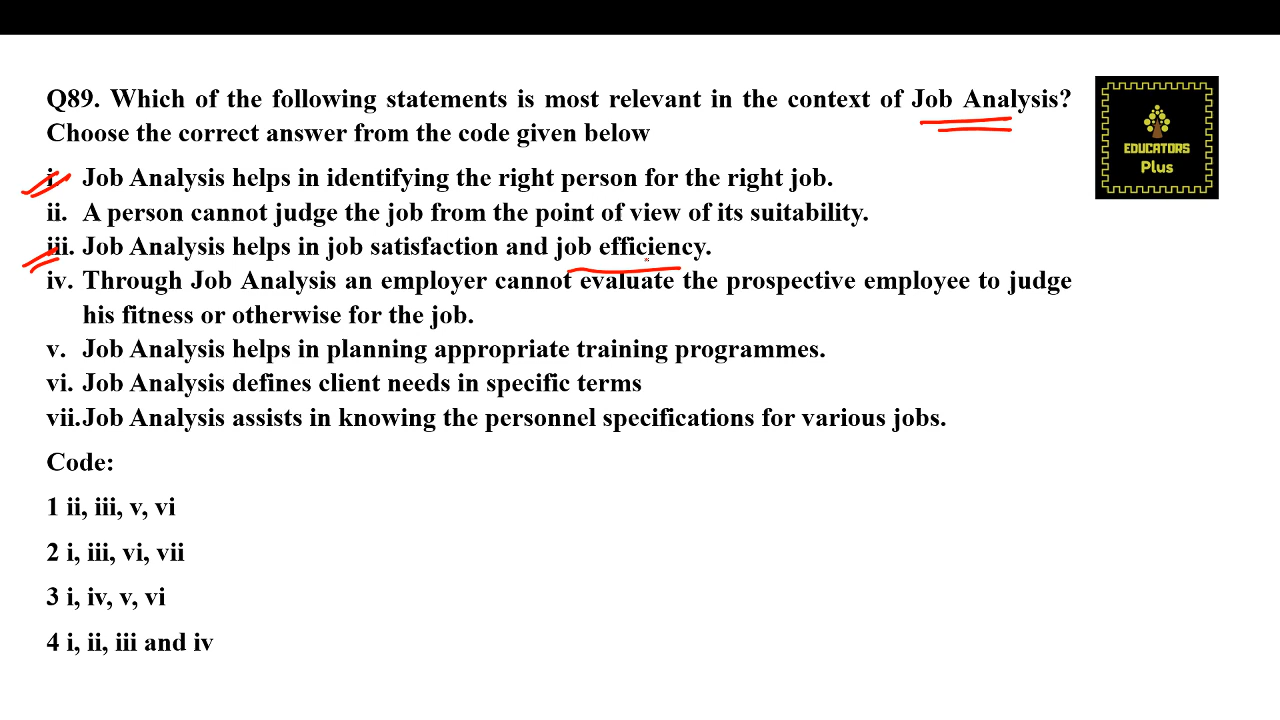 Q89. Which of the following statements is most relevant in the context of Job Analysis?
Choose the correct answer from the code given below
i. Job Analysis helps in identifying the right person for the right job.
ii. A person cannot judge the job from the point of view of its suitability.
iii. Job Analysis helps in job satisfaction and job efficiency.
iv. Through Job Analysis an employer cannot evaluate the prospective employee to judge
his fitness or otherwise for the job.
v. Job Analysis helps in planning appropriate training programmes.
vi. Job Analysis defines client needs in specific terms
vii.Job Analysis assists in knowing the personnel specifications for various jobs.
Code:
1 ii, iii, v, vi
2 i, iii, vi, vii
3 i, iv, v, vi
4 i, ii, iii and iv
EDUCATORS
Plus